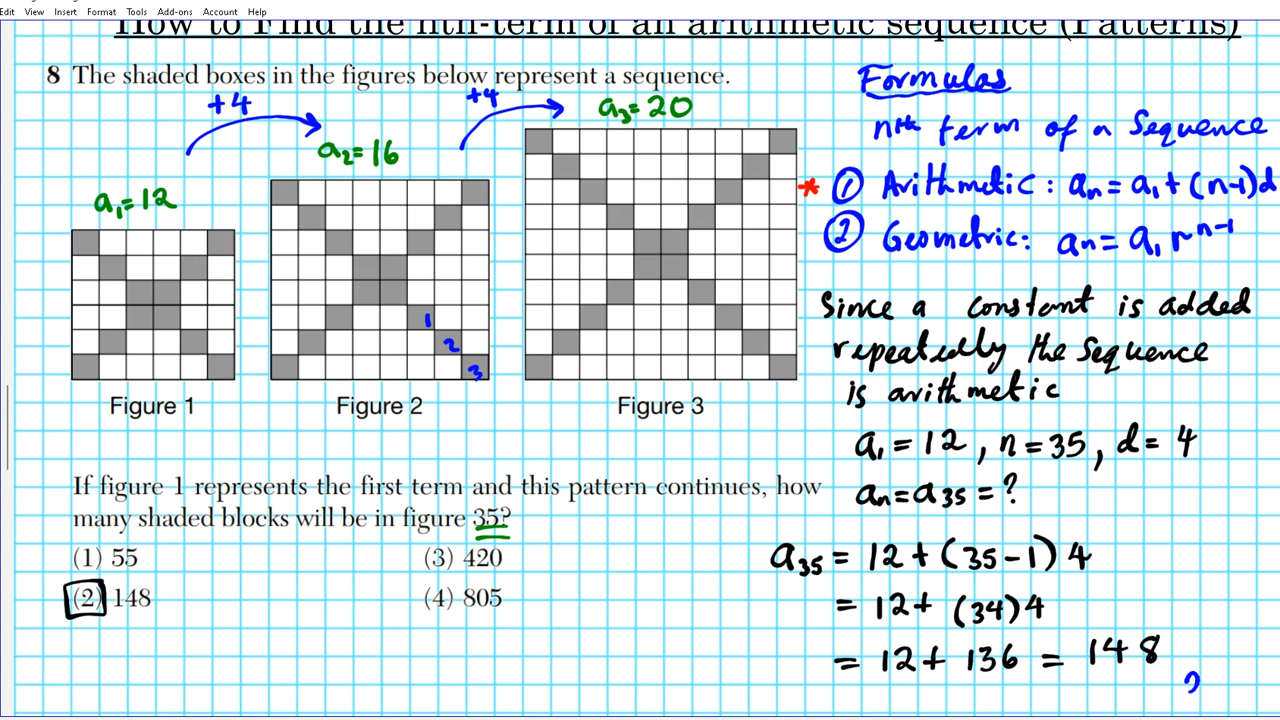 Edit View Insert Format Tools Add-ons Account Help
How to Find the nth-term of an arithmetic sequence (Patterns)
8 The shaded boxes in the figures below represent a sequence.
+4
+4
a₁=12
a₂=16
a₃=20
1
2
3
Figure 1
Figure 2
Figure 3
If figure 1 represents the first term and this pattern continues, how
many shaded blocks will be in figure 35?
(1) 55
(3) 420
(2) 148
(4) 805
Formulas
nth term of a Sequence
* ① Arithmetic: aₙ = a₁ + (n-1)d
② Geometric: aₙ = a₁ rⁿ⁻¹
Since a constant is added
repeatedly the sequence
is arithmetic
a₁ = 12, n = 35, d = 4
aₙ = a₃₅ = ?
a₃₅ = 12 + (35-1) 4
= 12 + (34) 4
= 12 + 136 = 148